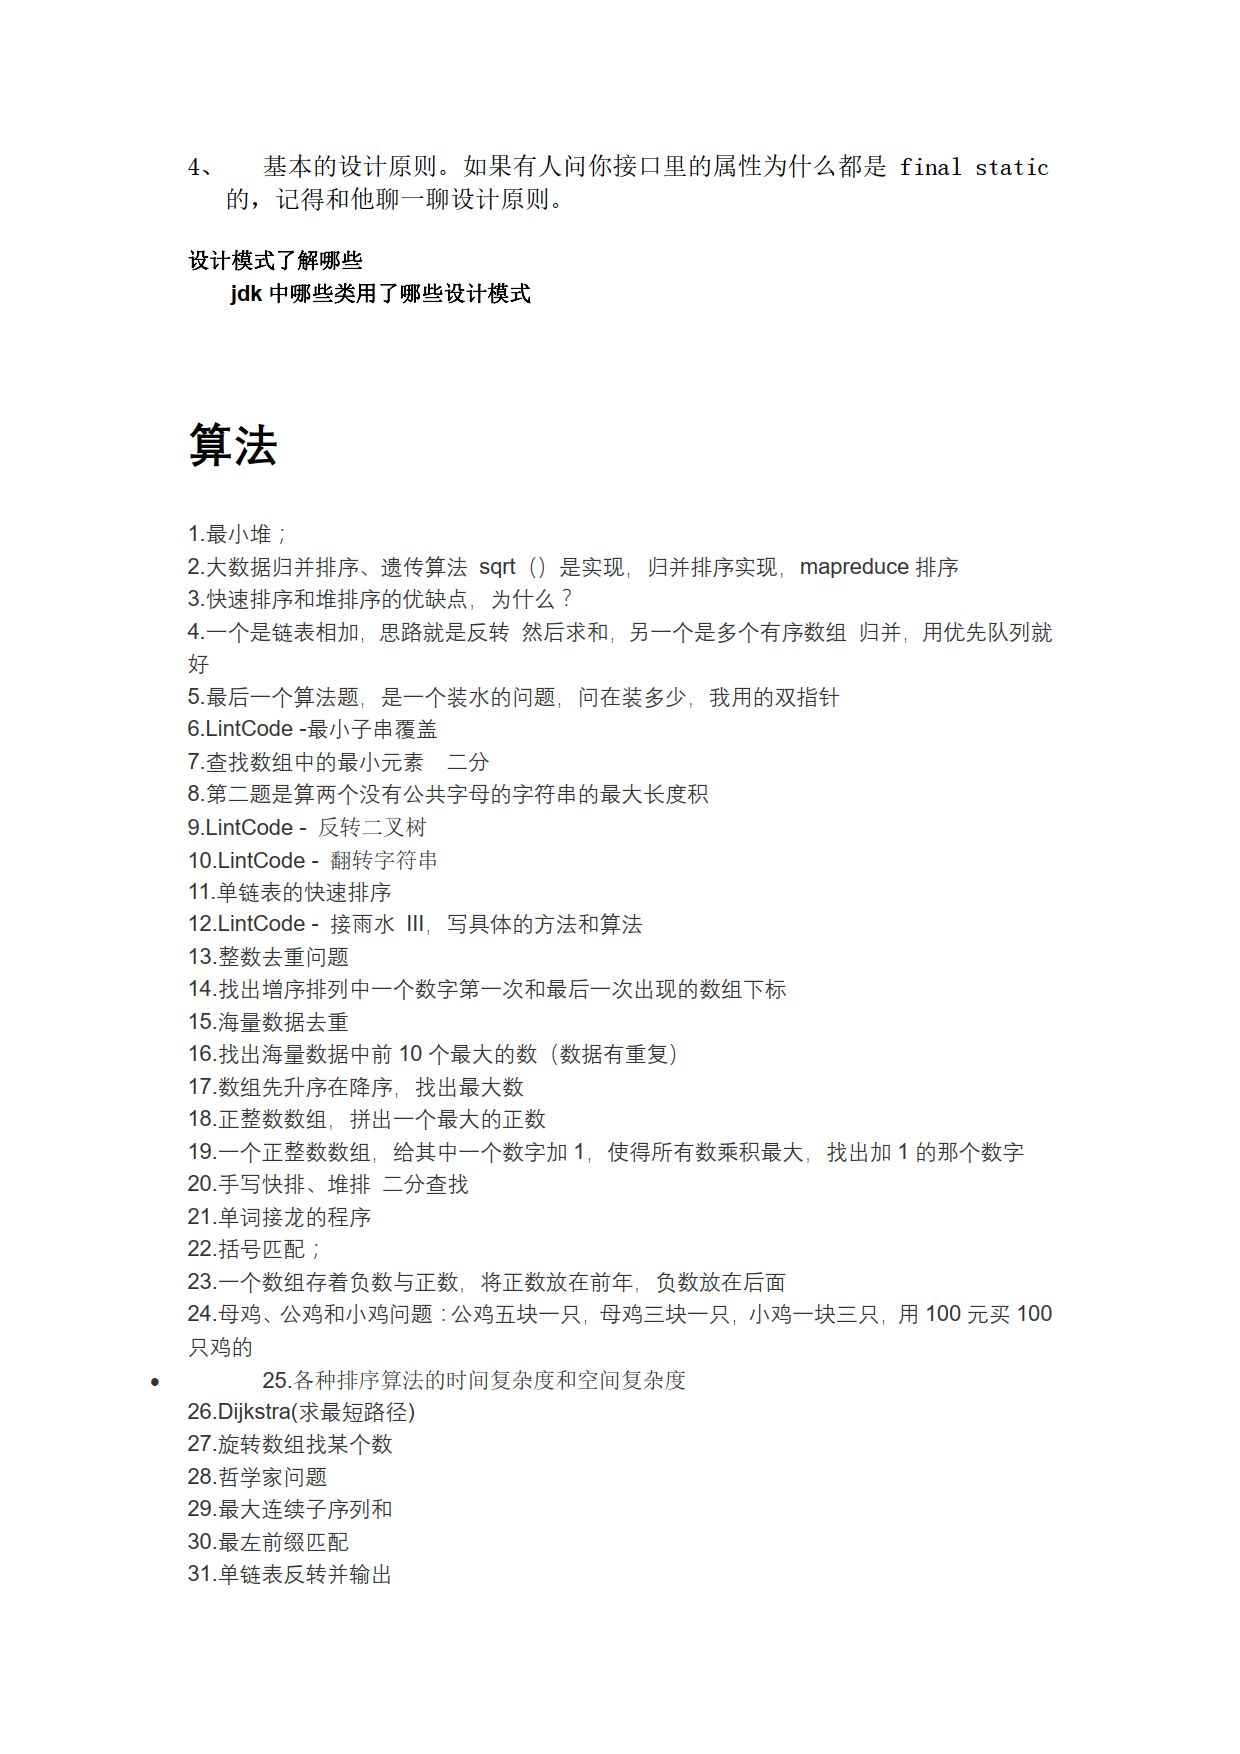 4、 基本的设计原则。如果有人问你接口里的属性为什么都是 final static
的，记得和他聊一聊设计原则。
设计模式了解哪些
jdk 中哪些类用了哪些设计模式
算法
1.最小堆；
2.大数据归并排序、遗传算法 sqrt（）是实现，归并排序实现，mapreduce 排序
3.快速排序和堆排序的优缺点，为什么？
4.一个是链表相加，思路就是反转 然后求和，另一个是多个有序数组 归并，用优先队列就
好
5.最后一个算法题，是一个装水的问题，问在装多少，我用的双指针
6.LintCode -最小子串覆盖
7.查找数组中的最小元素 二分
8.第二题是算两个没有公共字母的字符串的最大长度积
9.LintCode - 反转二叉树
10.LintCode - 翻转字符串
11.单链表的快速排序
12.LintCode - 接雨水 III，写具体的方法和算法
13.整数去重问题
14.找出增序排列中一个数字第一次和最后一次出现的数组下标
15.海量数据去重
16.找出海量数据中前 10 个最大的数（数据有重复）
17.数组先升序在降序，找出最大数
18.正整数数组，拼出一个最大的正数
19.一个正整数数组，给其中一个数字加 1，使得所有数乘积最大，找出加 1 的那个数字
20.手写快排、堆排 二分查找
21.单词接龙的程序
22.括号匹配；
23.一个数组存着负数与正数，将正数放在前年，负数放在后面
24.母鸡、公鸡和小鸡问题：公鸡五块一只，母鸡三块一只，小鸡一块三只，用 100 元买 100
只鸡的
• 25.各种排序算法的时间复杂度和空间复杂度
26.Dijkstra(求最短路径)
27.旋转数组找某个数
28.哲学家问题
29.最大连续子序列和
30.最左前缀匹配
31.单链表反转并输出